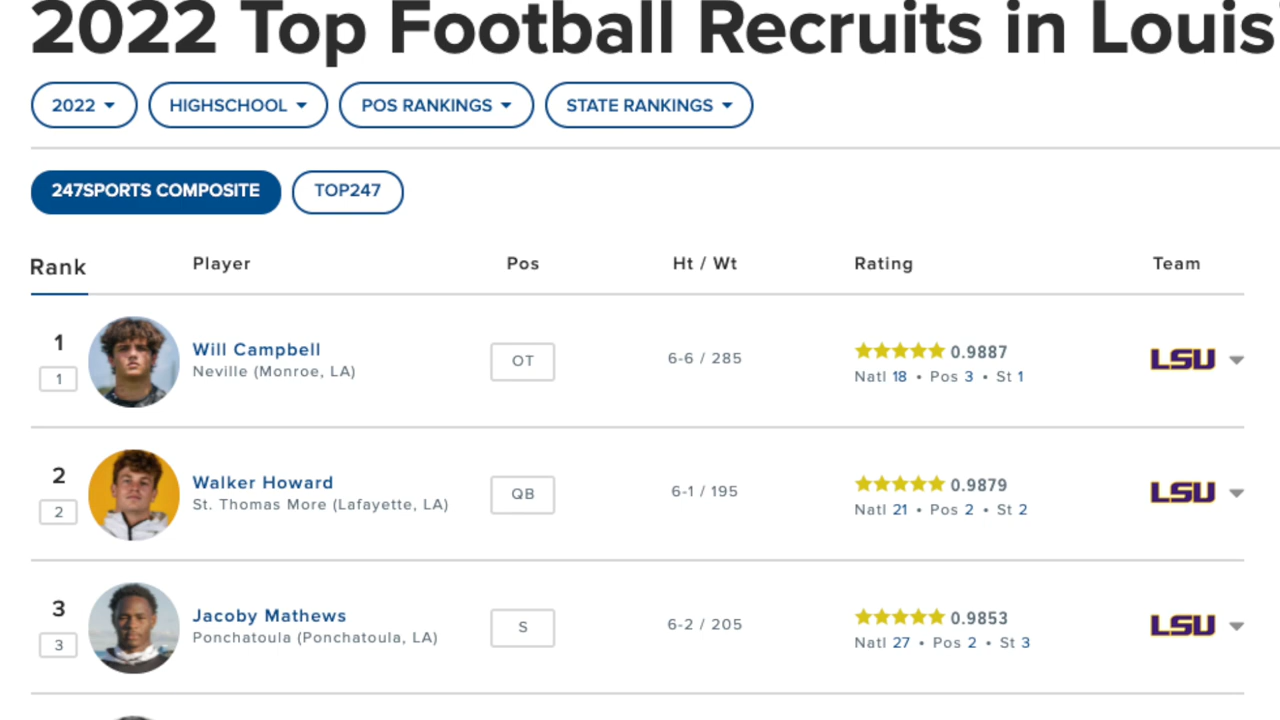 2022 Top Football Recruits in Louis
2022 HIGHSCHOOL POS RANKINGS STATE RANKINGS
247SPORTS COMPOSITE TOP247
Rank Player Pos Ht / Wt Rating Team
1 Will Campbell OT 6-6 / 285 0.9887 LSU
1 Neville (Monroe, LA) Natl 18 • Pos 3 • St 1
2 Walker Howard QB 6-1 / 195 0.9879 LSU
2 St. Thomas More (Lafayette, LA) Natl 21 • Pos 2 • St 2
3 Jacoby Mathews S 6-2 / 205 0.9853 LSU
3 Ponchatoula (Ponchatoula, LA) Natl 27 • Pos 2 • St 3